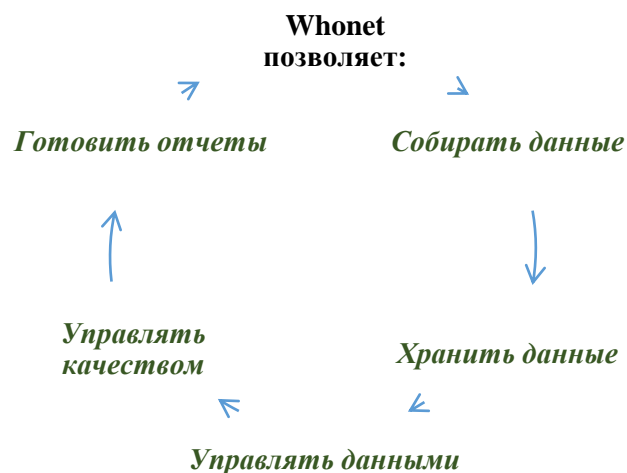 Whonet
позволяет:
Собирать данные
Хранить данные
Управлять данными
Управлять
качеством
Готовить отчеты